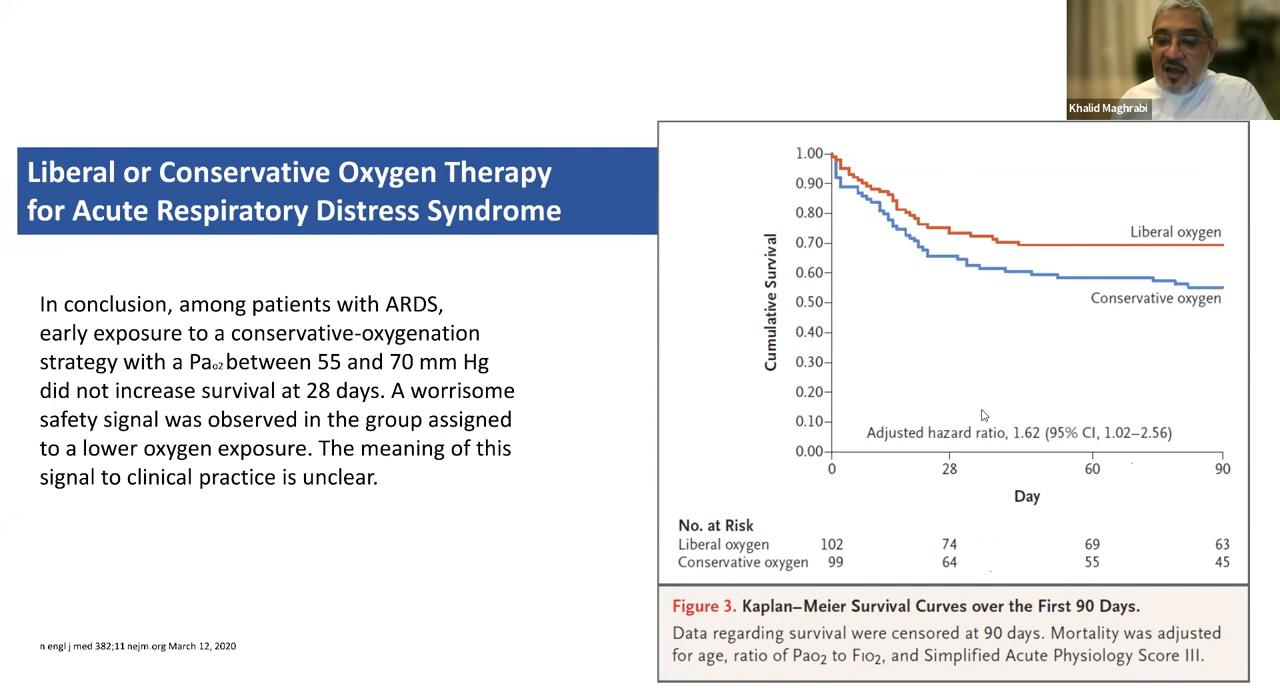 Khalid Maghrabi
Liberal or Conservative Oxygen Therapy
for Acute Respiratory Distress Syndrome
In conclusion, among patients with ARDS,
early exposure to a conservative-oxygenation
strategy with a Pao2 between 55 and 70 mm Hg
did not increase survival at 28 days. A worrisome
safety signal was observed in the group assigned
to a lower oxygen exposure. The meaning of this
signal to clinical practice is unclear.
n engl j med 382;11 nejm.org March 12, 2020
Cumulative Survival
1.00
0.90
0.80
0.70
0.60
0.50
0.40
0.30
0.20
0.10
0.00
Liberal oxygen
Conservative oxygen
Adjusted hazard ratio, 1.62 (95% CI, 1.02–2.56)
0 28 60 90
Day
No. at Risk
Liberal oxygen 102 74 69 63
Conservative oxygen 99 64 55 45
Figure 3. Kaplan–Meier Survival Curves over the First 90 Days.
Data regarding survival were censored at 90 days. Mortality was adjusted
for age, ratio of PaO2 to FIO2, and Simplified Acute Physiology Score III.